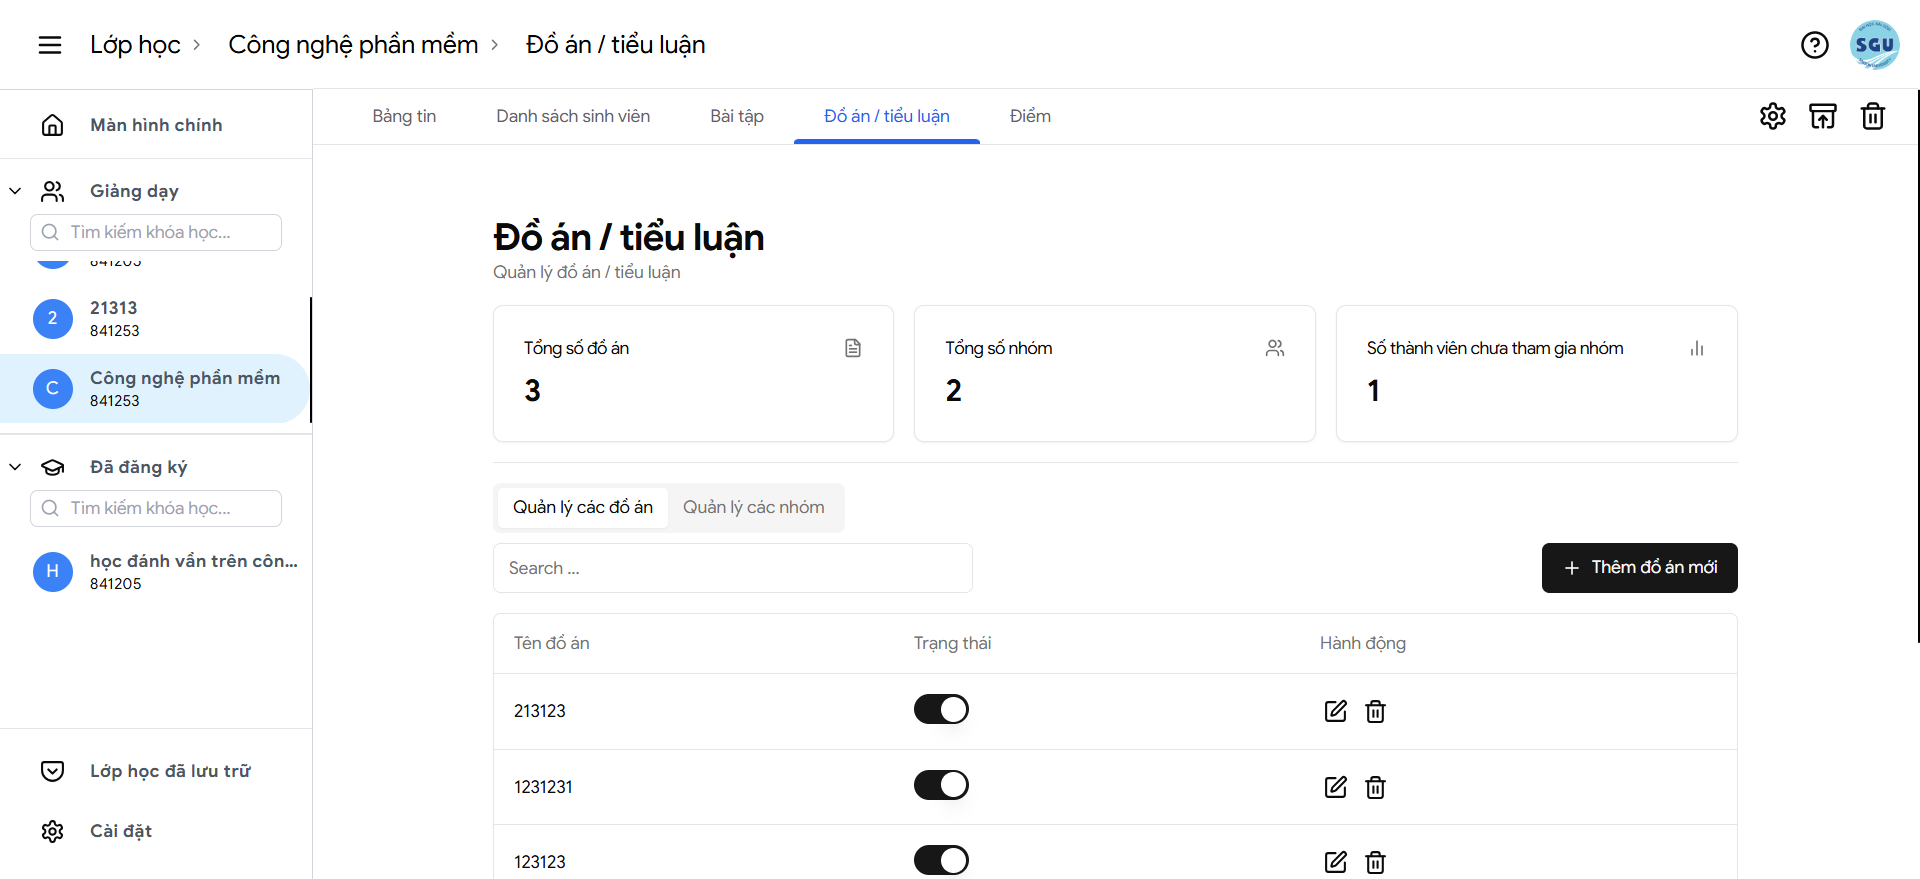 Lớp học
Công nghệ phần mềm
Đồ án / tiểu luận
SGU
Màn hình chính
Giảng dạy
Tìm kiếm khóa học...
841205
21313
841253
2
Công nghệ phần mềm
841253
C
Đã đăng ký
Tìm kiếm khóa học...
học đánh vần trên côn...
841205
H
Lớp học đã lưu trữ
Cài đặt
Bảng tin
Danh sách sinh viên
Bài tập
Đồ án / tiểu luận
Điểm
Đồ án / tiểu luận
Quản lý đồ án / tiểu luận
Tổng số đồ án
3
Tổng số nhóm
2
Số thành viên chưa tham gia nhóm
1
Quản lý các đồ án
Quản lý các nhóm
Search ...
Thêm đồ án mới
Tên đồ án
Trạng thái
Hành động
213123
1231231
123123